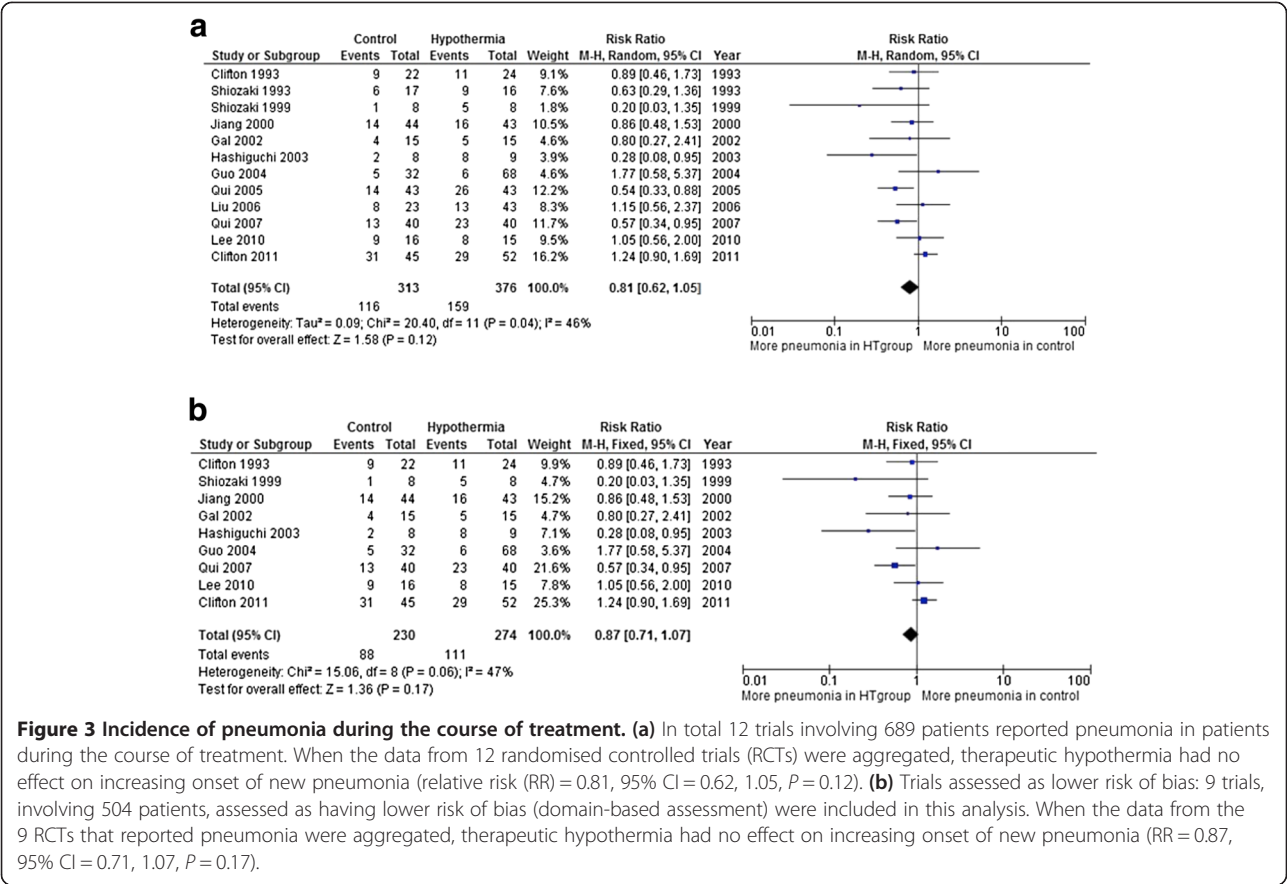 a
Control Hypothermia Risk Ratio Risk Ratio
Study or Subgroup Events Total Events Total Weight M-H, Random, 95% CI Year M-H, Random, 95% CI
Clifton 1993 9 22 11 24 9.1% 0.89 [0.46, 1.73] 1993
Shiozaki 1993 6 17 9 16 7.6% 0.63 [0.29, 1.36] 1993
Shiozaki 1999 1 8 5 8 1.8% 0.20 [0.03, 1.35] 1999
Jiang 2000 14 44 16 43 10.5% 0.86 [0.48, 1.53] 2000
Gal 2002 4 15 5 15 4.6% 0.80 [0.27, 2.41] 2002
Hashiguchi 2003 2 8 8 9 3.9% 0.28 [0.08, 0.95] 2003
Guo 2004 5 32 6 68 4.6% 1.77 [0.58, 5.37] 2004
Qui 2005 14 43 26 43 12.2% 0.54 [0.33, 0.88] 2005
Liu 2006 8 23 13 43 8.3% 1.15 [0.56, 2.37] 2006
Qui 2007 13 40 23 40 11.7% 0.57 [0.34, 0.95] 2007
Lee 2010 9 16 8 15 9.5% 1.05 [0.56, 2.00] 2010
Clifton 2011 31 45 29 52 16.2% 1.24 [0.90, 1.69] 2011
Total (95% CI) 313 376 100.0% 0.81 [0.62, 1.05]
Total events 116 159
Heterogeneity: Tau² = 0.09; Chi² = 20.40, df = 11 (P = 0.04); I² = 46%
Test for overall effect: Z = 1.58 (P = 0.12)
0.01 0.1 1 10 100
More pneumonia in HTgroup More pneumonia in control
b
Control Hypothermia Risk Ratio Risk Ratio
Study or Subgroup Events Total Events Total Weight M-H, Fixed, 95% CI Year M-H, Fixed, 95% CI
Clifton 1993 9 22 11 24 9.9% 0.89 [0.46, 1.73] 1993
Shiozaki 1999 1 8 5 8 4.7% 0.20 [0.03, 1.35] 1999
Jiang 2000 14 44 16 43 15.2% 0.86 [0.48, 1.53] 2000
Gal 2002 4 15 5 15 4.7% 0.80 [0.27, 2.41] 2002
Hashiguchi 2003 2 8 8 9 7.1% 0.28 [0.08, 0.95] 2003
Guo 2004 5 32 6 68 3.6% 1.77 [0.58, 5.37] 2004
Qui 2007 13 40 23 40 21.6% 0.57 [0.34, 0.95] 2007
Lee 2010 9 16 8 15 7.8% 1.05 [0.56, 2.00] 2010
Clifton 2011 31 45 29 52 25.3% 1.24 [0.90, 1.69] 2011
Total (95% CI) 230 274 100.0% 0.87 [0.71, 1.07]
Total events 88 111
Heterogeneity: Chi² = 15.06, df = 8 (P = 0.06); I² = 47%
Test for overall effect: Z = 1.36 (P = 0.17)
0.01 0.1 1 10 100
More pneumonia in HTgroup More pneumonia in control
Figure 3 Incidence of pneumonia during the course of treatment. (a) In total 12 trials involving 689 patients reported pneumonia in patients
during the course of treatment. When the data from 12 randomised controlled trials (RCTs) were aggregated, therapeutic hypothermia had no
effect on increasing onset of new pneumonia (relative risk (RR) = 0.81, 95% CI = 0.62, 1.05, P = 0.12). (b) Trials assessed as lower risk of bias: 9 trials,
involving 504 patients, assessed as having lower risk of bias (domain-based assessment) were included in this analysis. When the data from the
9 RCTs that reported pneumonia were aggregated, therapeutic hypothermia had no effect on increasing onset of new pneumonia (RR = 0.87,
95% CI = 0.71, 1.07, P = 0.17).